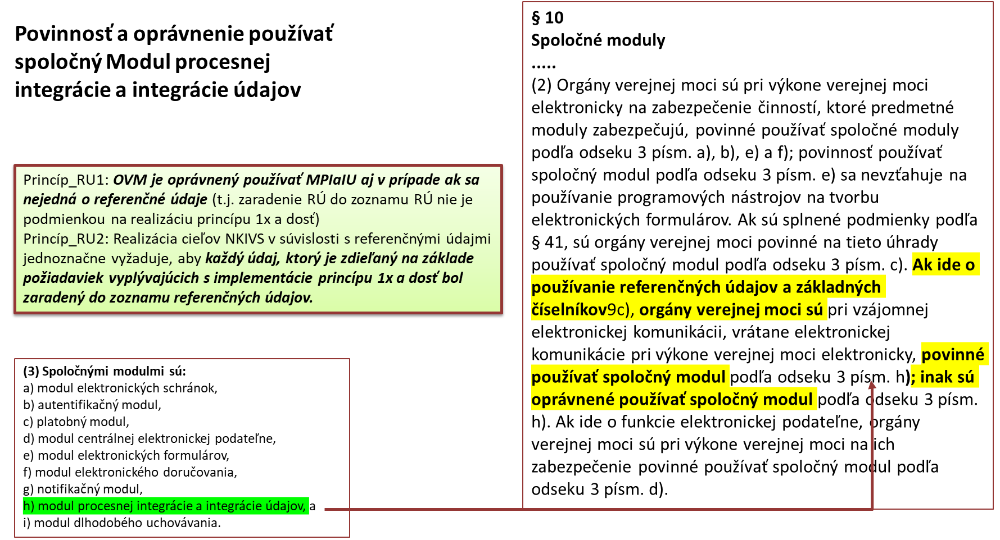 Povinnosť a oprávnenie používať
spoločný Modul procesnej
integrácie a integrácie údajov
Princíp_RU1: OVM je oprávnený používať MPIaIU aj v prípade ak sa
nejedná o referenčné údaje (t.j. zaradenie RÚ do zoznamu RÚ nie je
podmienkou na realizáciu princípu 1x a dosť)
Princíp_RU2: Realizácia cieľov NKIVS v súvislosti s referenčnými údajmi
jednoznačne vyžaduje, aby každý údaj, ktorý je zdieľaný na základe
požiadaviek vyplývajúcich s implementácie princípu 1x a dosť bol
zaradený do zoznamu referenčných údajov.
(3) Spoločnými modulmi sú:
a) modul elektronických schránok,
b) autentifikačný modul,
c) platobný modul,
d) modul centrálnej elektronickej podateľne,
e) modul elektronických formulárov,
f) modul elektronického doručovania,
g) notifikačný modul,
h) modul procesnej integrácie a integrácie údajov, a
i) modul dlhodobého uchovávania.
§ 10
Spoločné moduly
.....
(2) Orgány verejnej moci sú pri výkone verejnej moci
elektronicky na zabezpečenie činností, ktoré predmetné
moduly zabezpečujú, povinné používať spoločné moduly
podľa odseku 3 písm. a), b), e) a f); povinnosť používať
spoločný modul podľa odseku 3 písm. e) sa nevzťahuje na
používanie programových nástrojov na tvorbu
elektronických formulárov. Ak sú splnené podmienky podľa
§ 41, sú orgány verejnej moci povinné na tieto úhrady
používať spoločný modul podľa odseku 3 písm. c). Ak ide o
používanie referenčných údajov a základných
číselníkov9c), orgány verejnej moci sú pri vzájomnej
elektronickej komunikácii, vrátane elektronickej
komunikácie pri výkone verejnej moci elektronicky, povinné
používať spoločný modul podľa odseku 3 písm. h); inak sú
oprávnené používať spoločný modul podľa odseku 3 písm.
h). Ak ide o funkcie elektronickej podateľne, orgány
verejnej moci sú pri výkone verejnej moci na ich
zabezpečenie povinné používať spoločný modul podľa
odseku 3 písm. d).